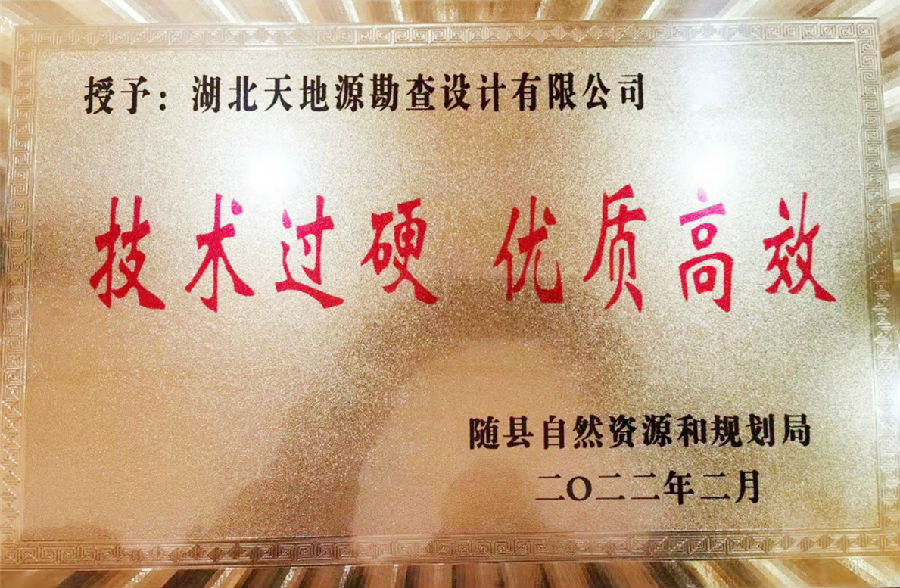 授予：湖北天地源勘查设计有限公司
技术过硬 优质高效
随县自然资源和规划局
二〇二二年二月